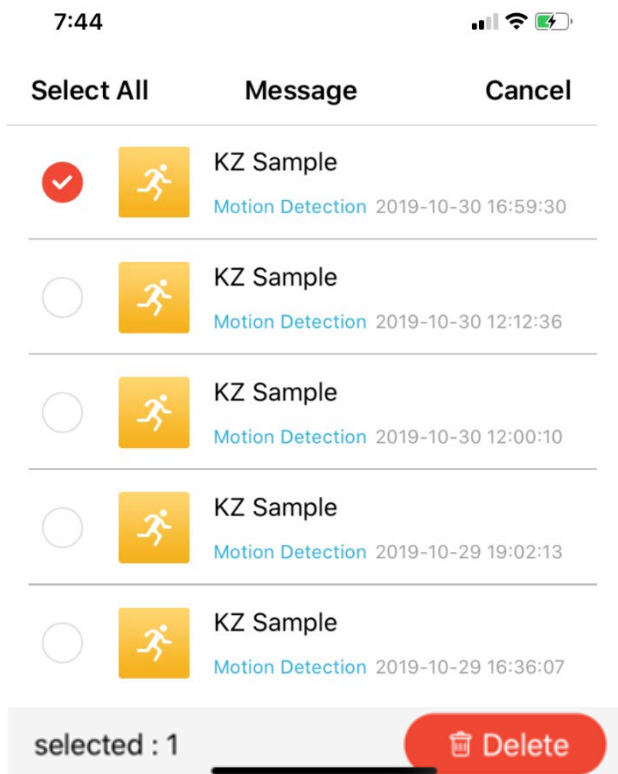 7:44
Select All Message Cancel
KZ Sample
Motion Detection 2019-10-30 16:59:30
KZ Sample
Motion Detection 2019-10-30 12:12:36
KZ Sample
Motion Detection 2019-10-30 12:00:10
KZ Sample
Motion Detection 2019-10-29 19:02:13
KZ Sample
Motion Detection 2019-10-29 16:36:07
selected : 1 Delete